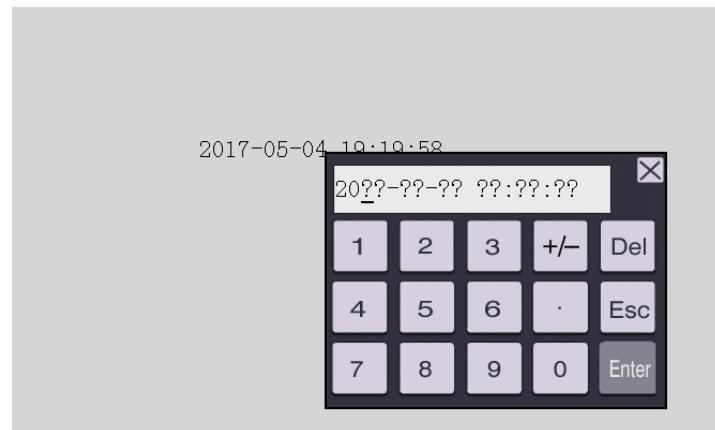 2017-05-04 19:19:58
20??-??-?? ??:??:??
1 2 3 +/− Del
4 5 6 . Esc
7 8 9 0 Enter